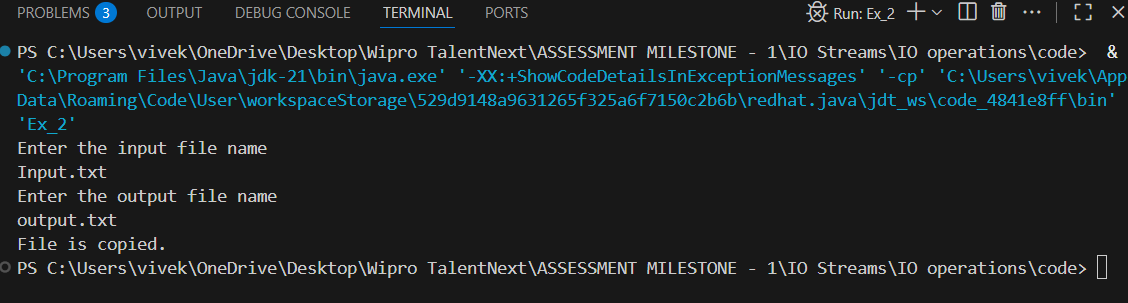 PROBLEMS 3 OUTPUT DEBUG CONSOLE TERMINAL PORTS Run: Ex_2
PS C:\Users\vivek\OneDrive\Desktop\Wipro TalentNext\ASSESSMENT MILESTONE - 1\IO Streams\IO operations\code>  &
'C:\Program Files\Java\jdk-21\bin\java.exe' '-XX:+ShowCodeDetailsInExceptionMessages' '-cp' 'C:\Users\vivek\App
Data\Roaming\Code\User\workspaceStorage\529d9148a9631265f325a6f7150c2b6b\redhat.java\jdt_ws\code_4841e8ff\bin'
'Ex_2'
Enter the input file name
Input.txt
Enter the output file name
output.txt
File is copied.
PS C:\Users\vivek\OneDrive\Desktop\Wipro TalentNext\ASSESSMENT MILESTONE - 1\IO Streams\IO operations\code>